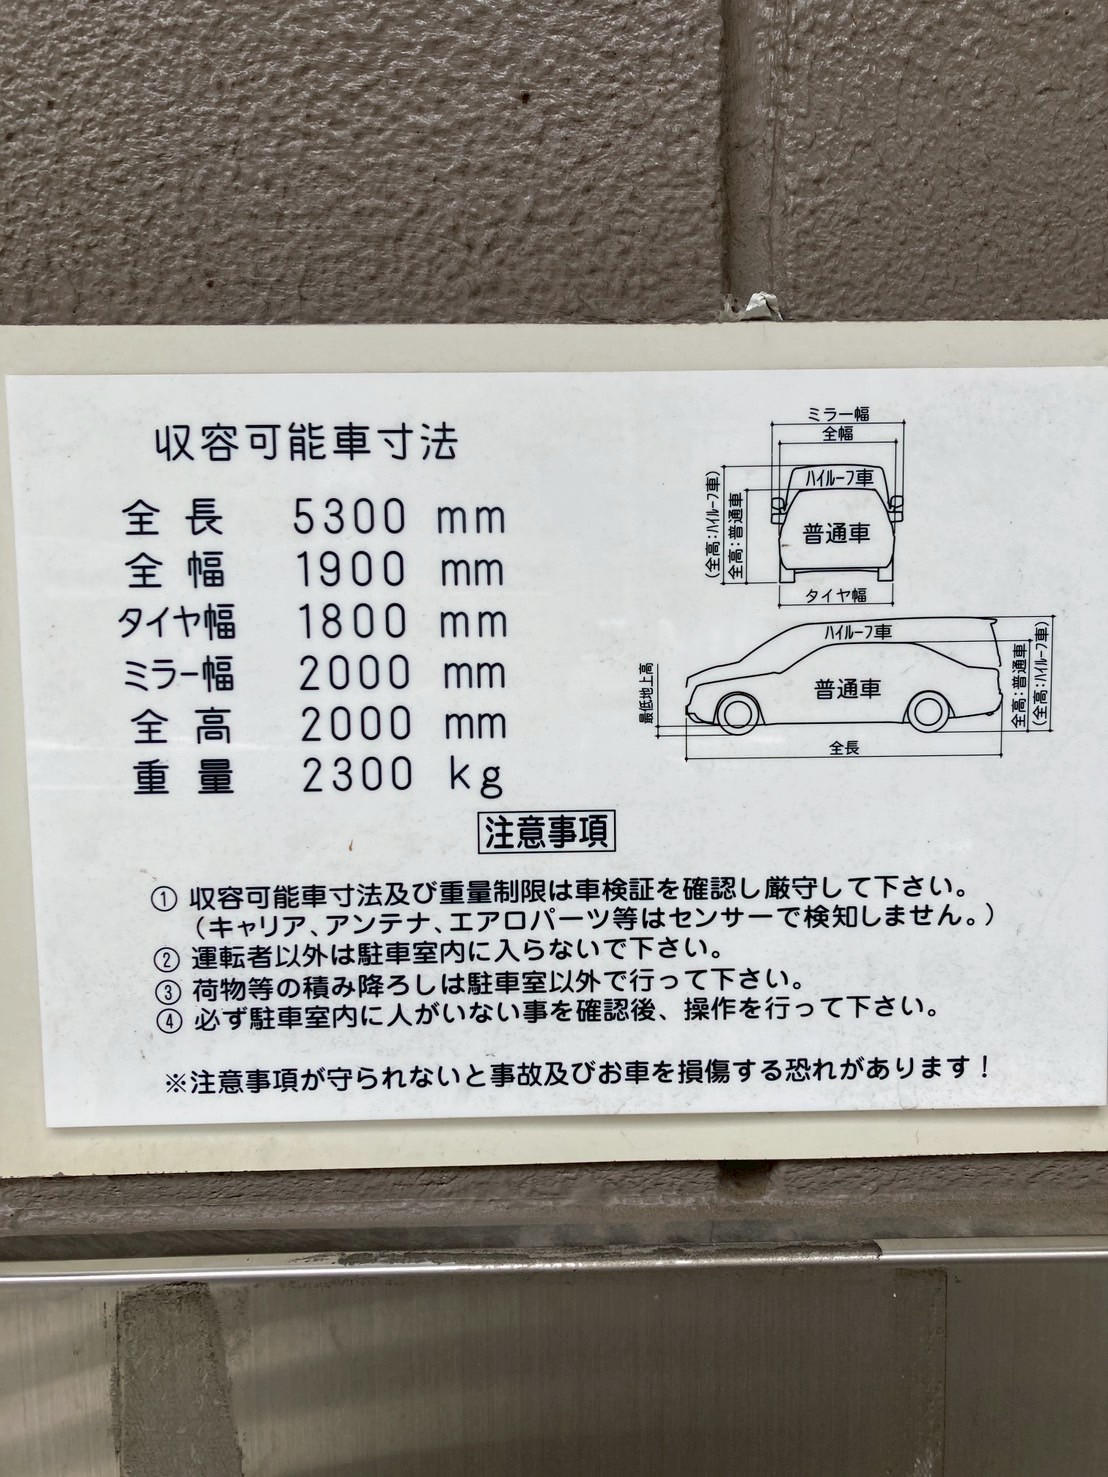 収容可能車寸法
全長 5300 mm
全幅 1900 mm
タイヤ幅 1800 mm
ミラー幅 2000 mm
全高 2000 mm
重量 2300 kg
ミラー幅
全幅
ハイルーフ車
普通車
(全高:ハイルーフ車)
全高:普通車
タイヤ幅
ハイルーフ車
普通車
最低地上高
全高:普通車
(全高:ハイルーフ車)
全長
注意事項
① 収容可能車寸法及び重量制限は車検証を確認し厳守して下さい。
(キャリア、アンテナ、エアロパーツ等はセンサーで検知しません。)
② 運転者以外は駐車室内に入らないで下さい。
③ 荷物等の積み降ろしは駐車室以外で行って下さい。
④ 必ず駐車室内に人がいない事を確認後、操作を行って下さい。
※注意事項が守られないと事故及びお車を損傷する恐れがあります!